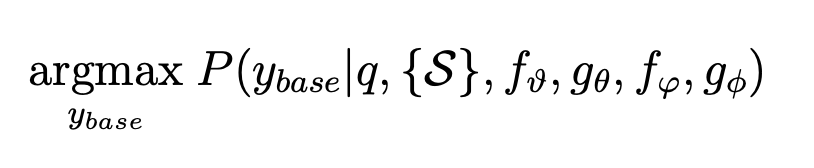 argmax P(y_{base}|q, {𝒮}, f_ϑ, g_θ, f_φ, g_ϕ)
y_{base}